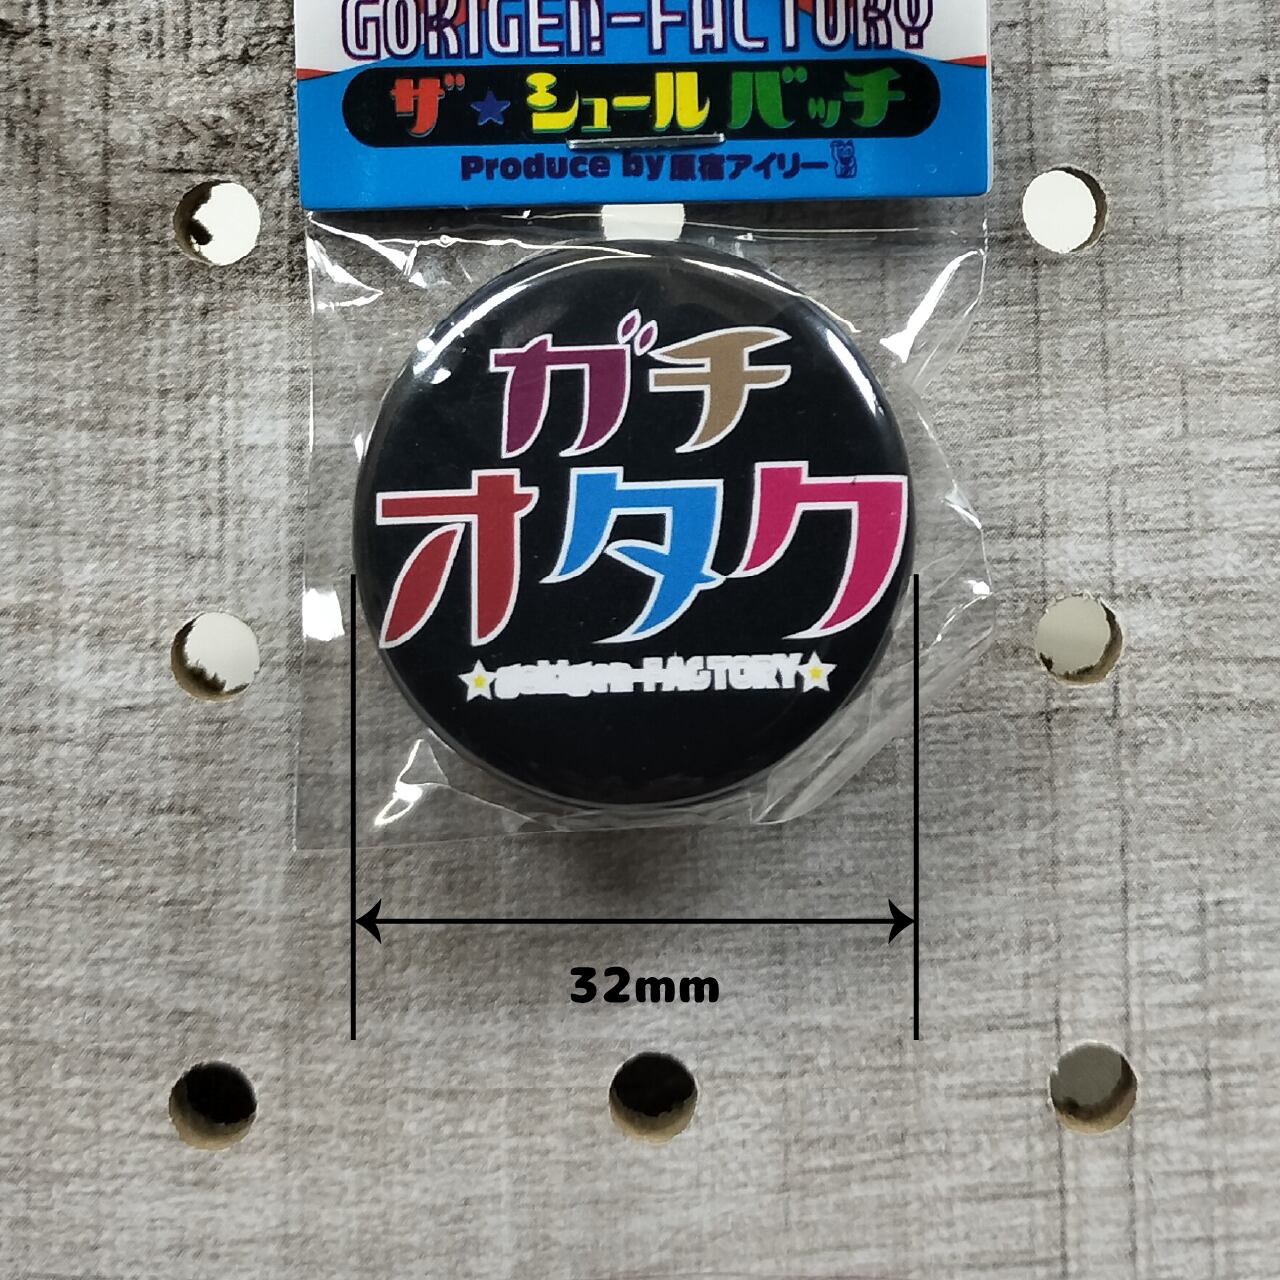 GOKIGEN-FACTORY
ザ★シュールバッチ
Produce by 原宿アイリー
ガチ
オタク
★gokigen-FACTORY★
32mm